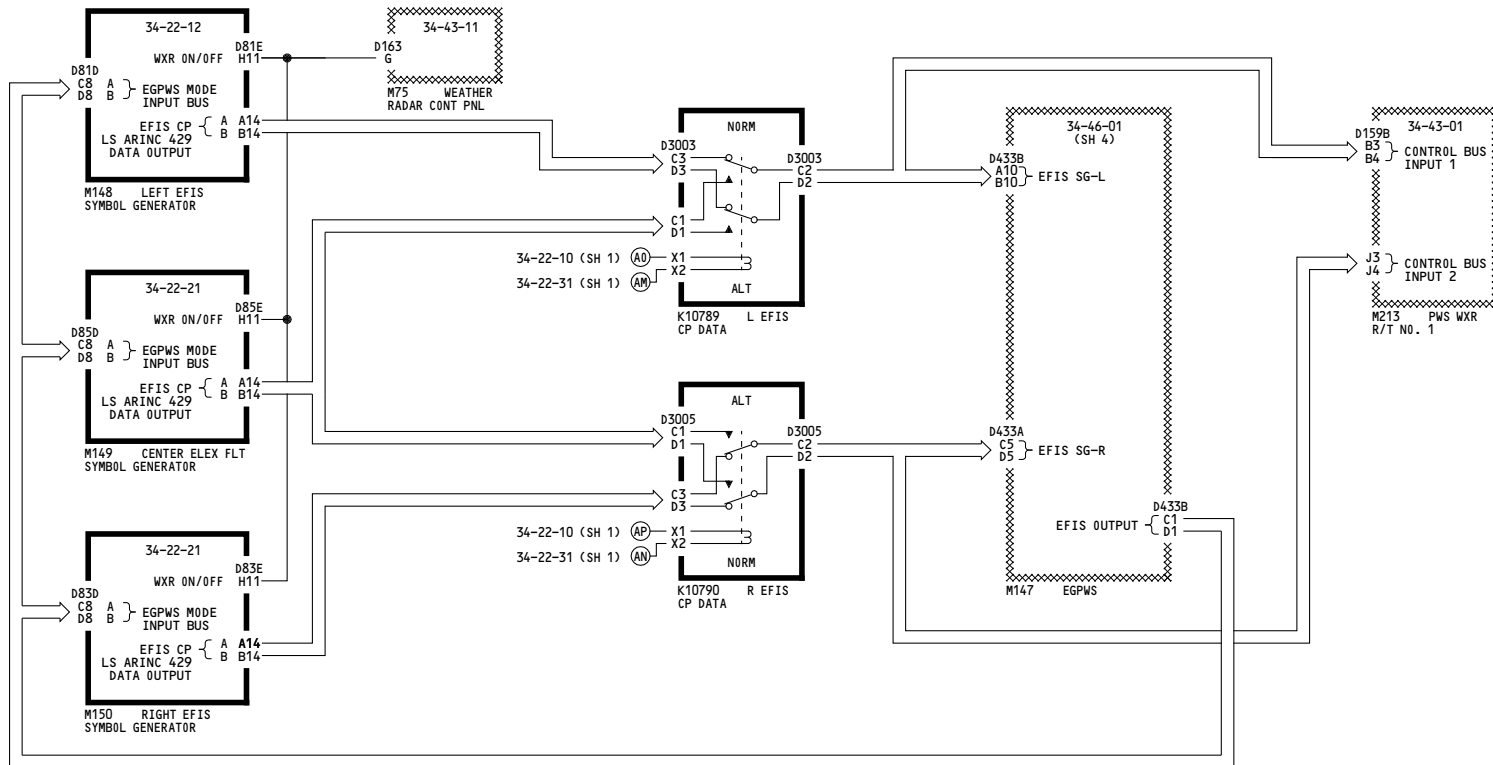 34-22-12
D81E
WXR ON/OFF H11
D81D
C8 A
D8 B
EGPWS MODE
INPUT BUS
EFIS CP
LS ARINC 429
DATA OUTPUT
A A14
B B14
M148 LEFT EFIS
SYMBOL GENERATOR
34-43-11
D163
G
M75 WEATHER
RADAR CONT PNL
34-22-21
D85E
WXR ON/OFF H11
D85D
C8 A
D8 B
EGPWS MODE
INPUT BUS
EFIS CP
LS ARINC 429
DATA OUTPUT
A A14
B B14
M149 CENTER ELEX FLT
SYMBOL GENERATOR
34-22-21
D83E
WXR ON/OFF H11
D83D
C8 A
D8 B
EGPWS MODE
INPUT BUS
EFIS CP
LS ARINC 429
DATA OUTPUT
A A14
B B14
M150 RIGHT EFIS
SYMBOL GENERATOR
NORM
D3003
C3
D3
D3003
C2
D2
C1
D1
34-22-10 (SH 1) AO X1
34-22-31 (SH 1) AM X2
ALT
K10789 L EFIS
CP DATA
ALT
D3005
C1
D1
D3005
C2
D2
C3
D3
34-22-10 (SH 1) AP X1
34-22-31 (SH 1) AN X2
NORM
K10790 R EFIS
CP DATA
34-46-01
(SH 4)
D433B
A10
B10
EFIS SG-L
D433A
C5
D5
EFIS SG-R
D433B
EFIS OUTPUT
C1
D1
M147 EGPWS
34-43-01
D159B
B3
B4
CONTROL BUS
INPUT 1
J3
J4
CONTROL BUS
INPUT 2
M213 PWS WXR
R/T NO. 1